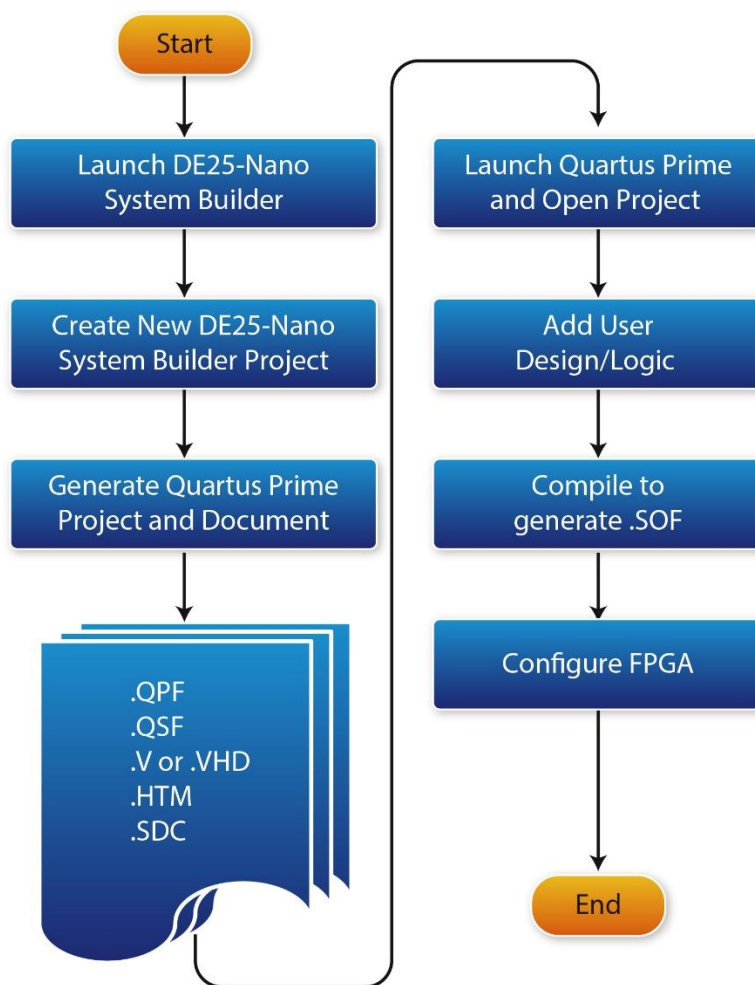 Start
Launch DE25-Nano
System Builder
Create New DE25-Nano
System Builder Project
Generate Quartus Prime
Project and Document
.QPF
.QSF
.V or .VHD
.HTM
.SDC
Launch Quartus Prime
and Open Project
Add User
Design/Logic
Compile to
generate .SOF
Configure FPGA
End